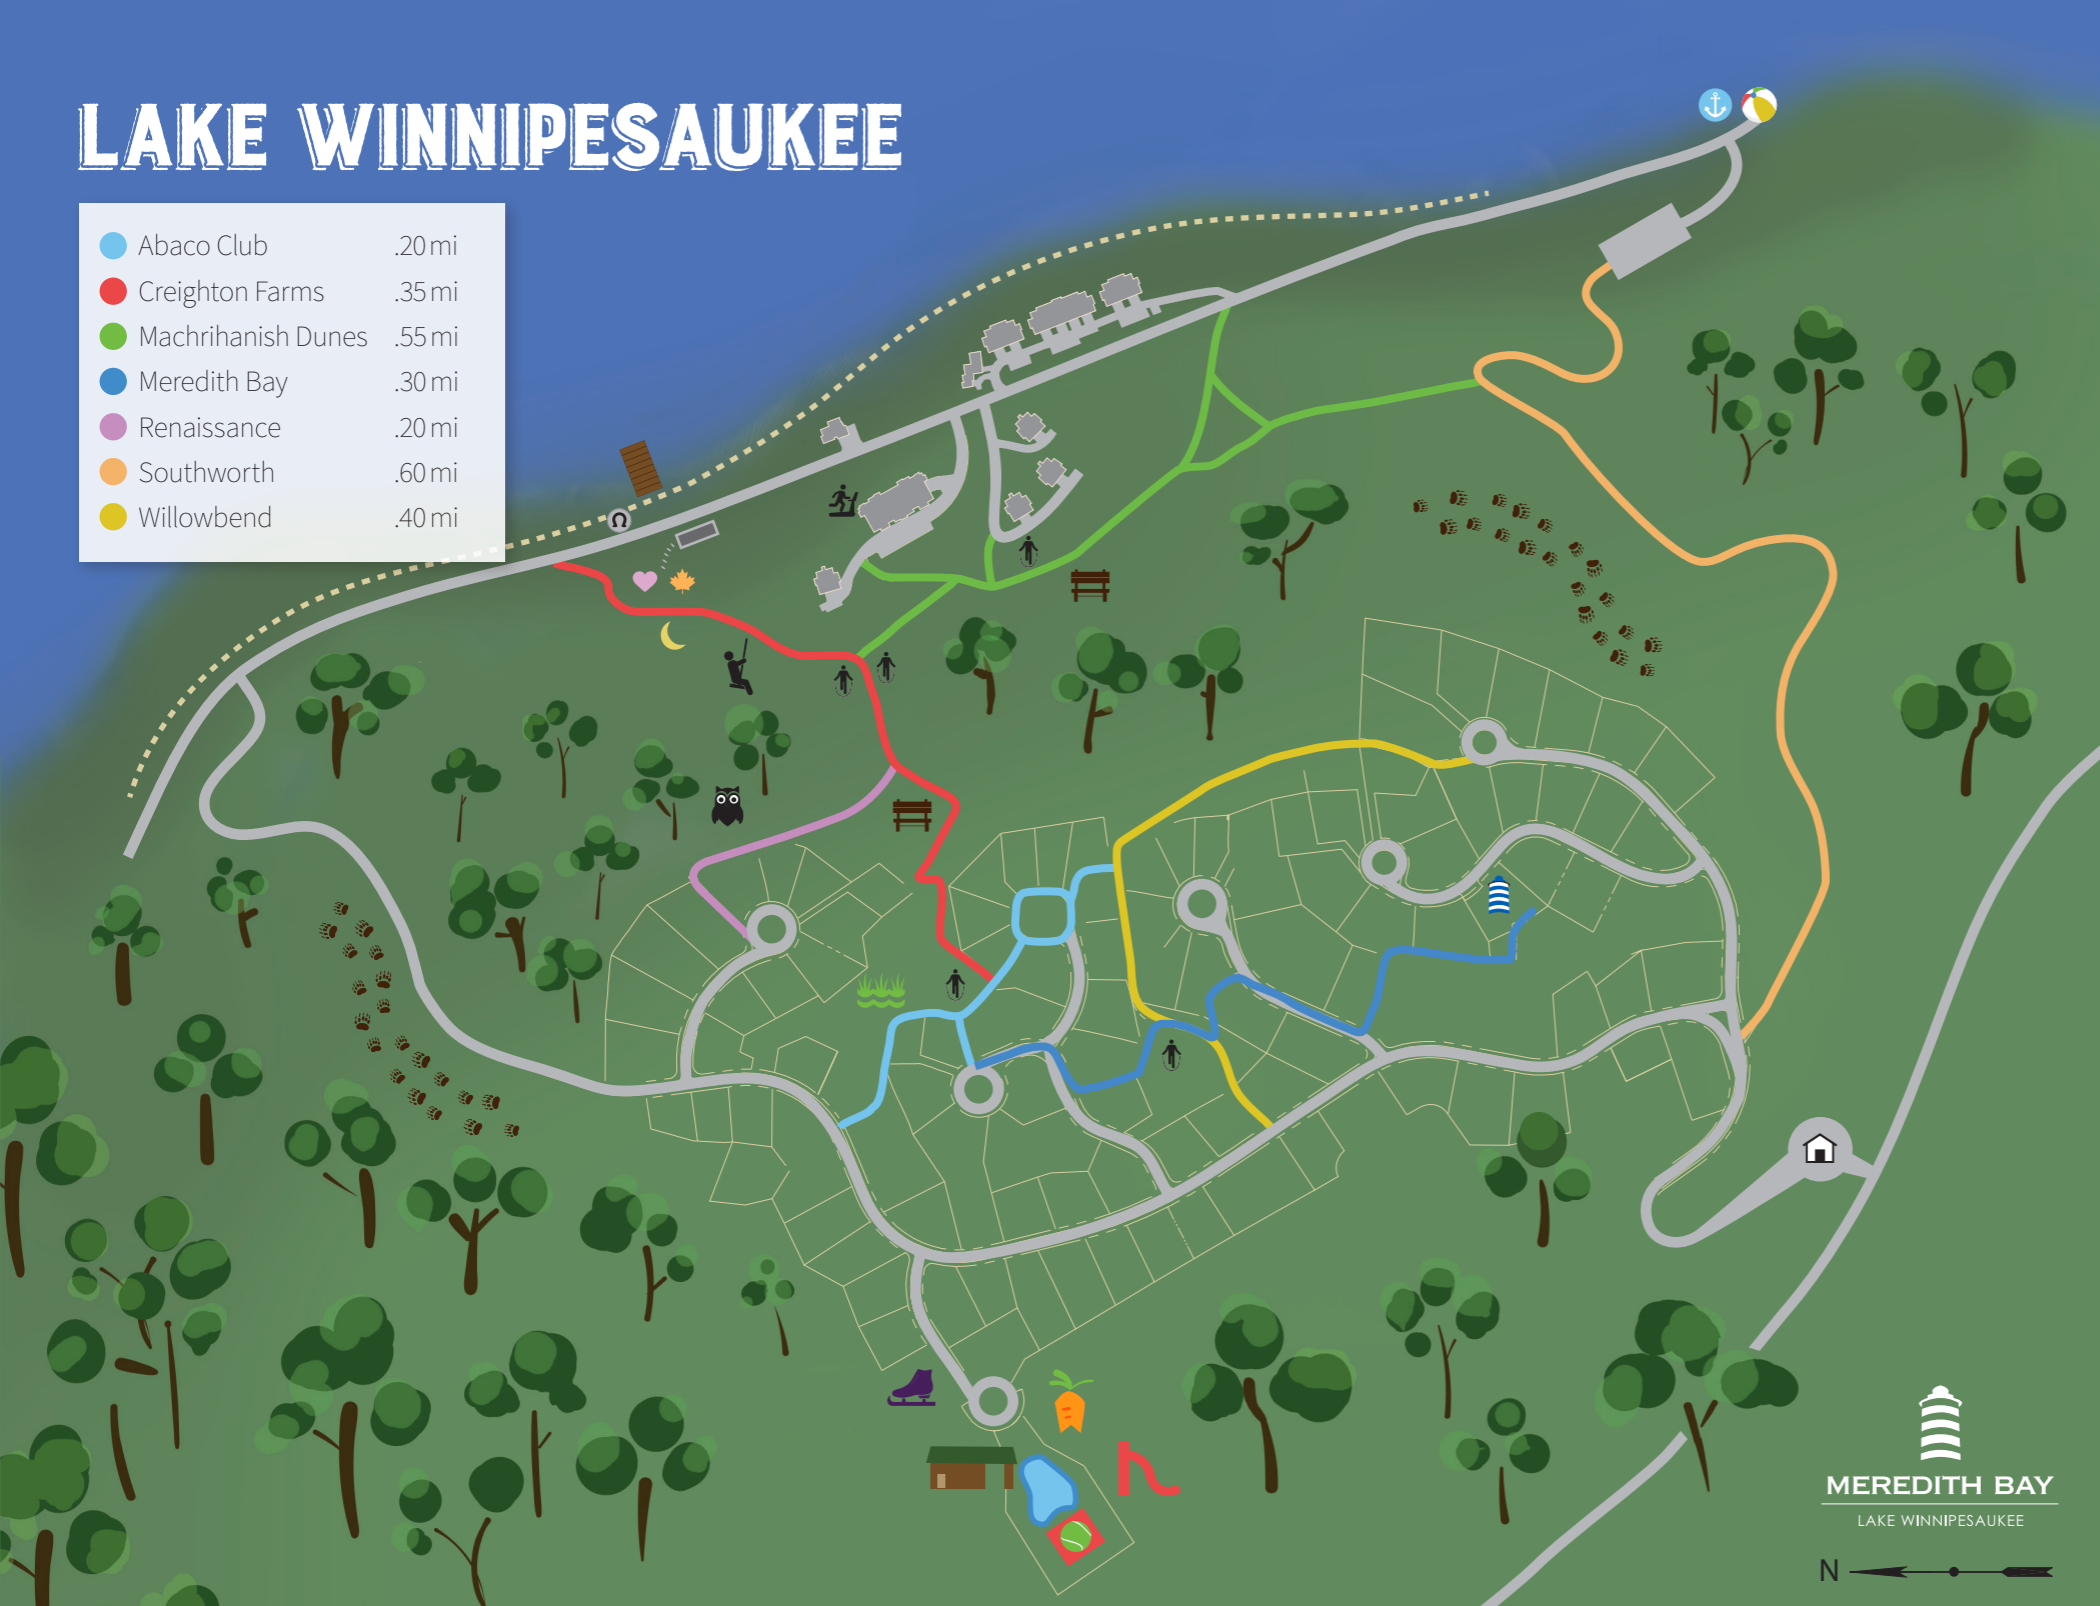 LAKE WINNIPESAUKEE
Abaco Club .20 mi
Creighton Farms .35 mi
Machrihanish Dunes .55 mi
Meredith Bay .30 mi
Renaissance .20 mi
Southworth .60 mi
Willowbend .40 mi
MEREDITH BAY
LAKE WINNIPESAUKEE
N